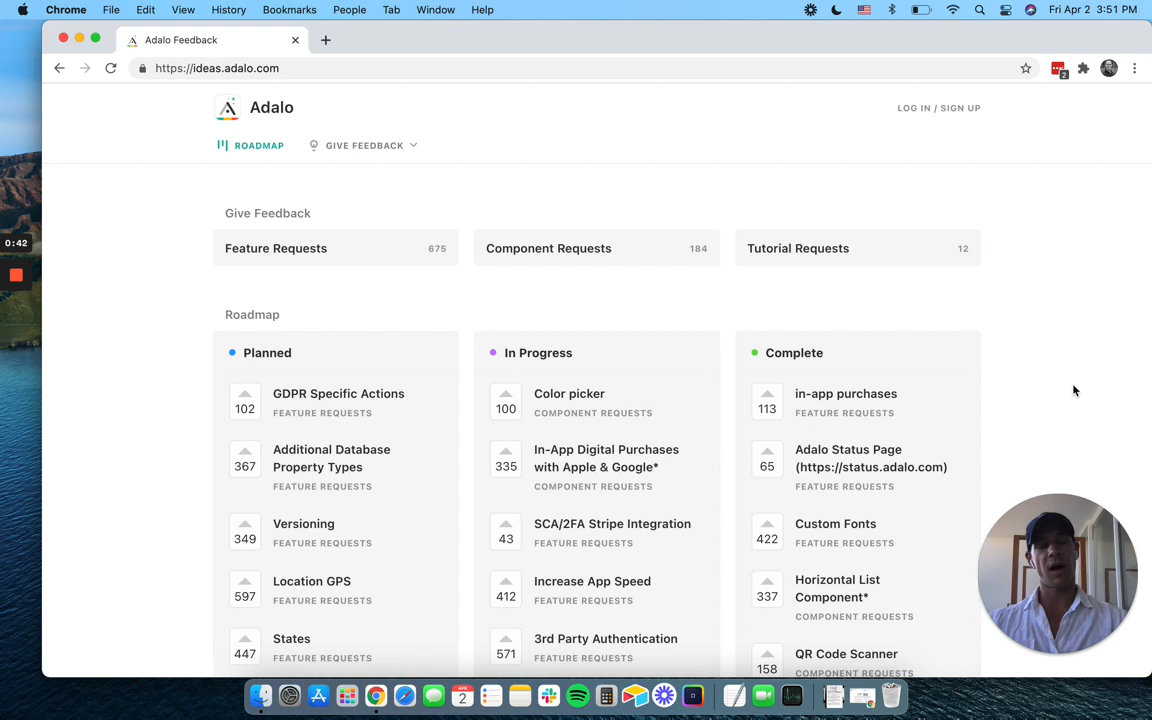 Chrome File Edit View History Bookmarks People Tab Window Help Fri Apr 2 3:51 PM
Adalo Feedback
https://ideas.adalo.com
2
Adalo
LOG IN / SIGN UP
ROADMAP GIVE FEEDBACK
0:42
Give Feedback
Feature Requests 675
Component Requests 184
Tutorial Requests 12
Roadmap
Planned
102 GDPR Specific Actions
FEATURE REQUESTS
367 Additional Database
Property Types
FEATURE REQUESTS
349 Versioning
FEATURE REQUESTS
597 Location GPS
FEATURE REQUESTS
447 States
FEATURE REQUESTS
In Progress
100 Color picker
COMPONENT REQUESTS
335 In-App Digital Purchases
with Apple & Google*
COMPONENT REQUESTS
43 SCA/2FA Stripe Integration
FEATURE REQUESTS
412 Increase App Speed
FEATURE REQUESTS
571 3rd Party Authentication
FEATURE REQUESTS
Complete
113 in-app purchases
FEATURE REQUESTS
65 Adalo Status Page
(https://status.adalo.com)
FEATURE REQUESTS
422 Custom Fonts
FEATURE REQUESTS
337 Horizontal List
Component*
COMPONENT REQUESTS
158 QR Code Scanner
COMPONENT REQUESTS
2